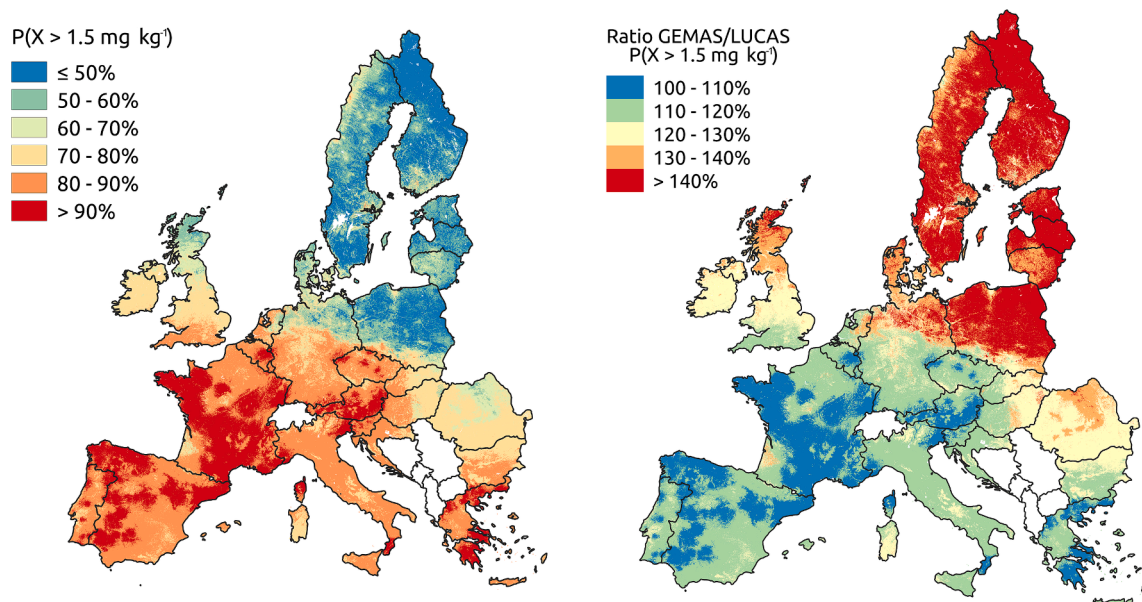 P(X > 1.5 mg kg⁻¹)
≤ 50%
50 - 60%
60 - 70%
70 - 80%
80 - 90%
> 90%
Ratio GEMAS/LUCAS
P(X > 1.5 mg kg⁻¹)
100 - 110%
110 - 120%
120 - 130%
130 - 140%
> 140%